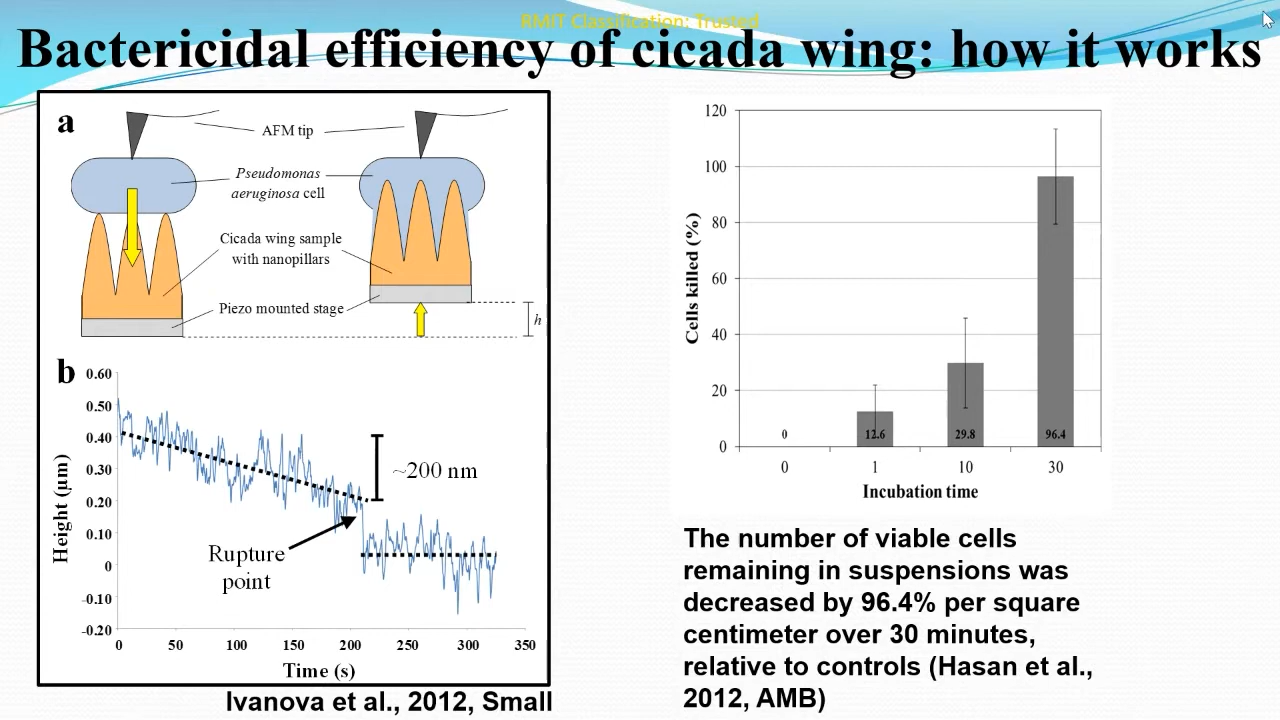 RMIT Classification: Trusted
Bactericidal efficiency of cicada wing: how it works
a
AFM tip
Pseudomonas
aeruginosa cell
Cicada wing sample
with nanopillars
Piezo mounted stage
h
b
0.60
0.50
0.40
0.30
0.20
0.10
0
-0.10
-0.20
Height (µm)
~200 nm
Rupture
point
0 50 100 150 200 250 300 350
Time (s)
Ivanova et al., 2012, Small
120
100
80
60
40
20
0
Cells killed (%)
0 12.6 29.8 96.4
0 1 10 30
Incubation time
The number of viable cells
remaining in suspensions was
decreased by 96.4% per square
centimeter over 30 minutes,
relative to controls (Hasan et al.,
2012, AMB)